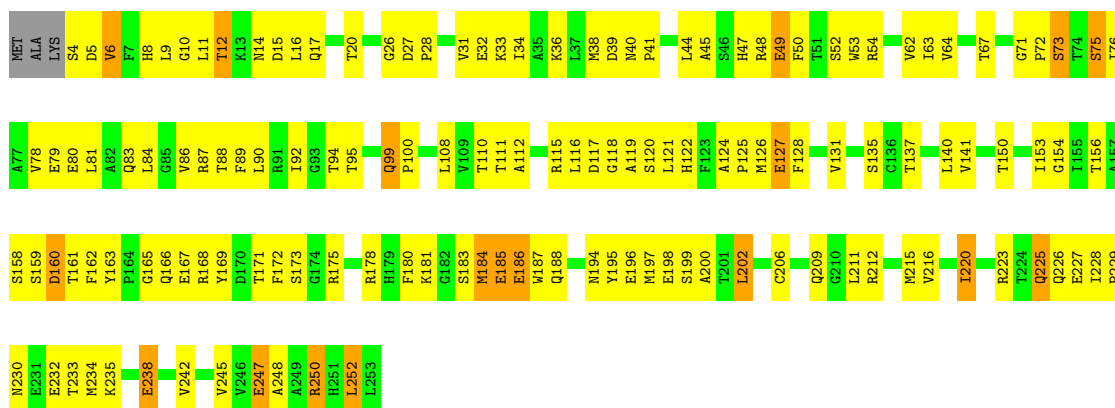 MET ALA LYS S4 D5 V6 F7 H8 L9 G10 L11 T12 K13 N14 D15 L16 Q17 T20 G26 D27 P28 V31 E32 K33 I34 A35 K36 L37 M38 D39 N40 P41 L44 A45 S46 H47 R48 E49 F50 T51 S52 W53 R54 V62 I63 V64 T67 G71 P72 S73 T74 S75 I76
A77 V78 E79 E80 L81 A82 Q83 L84 G85 V86 R87 T88 F89 L90 R91 I92 G93 T94 T95 Q99 P100 L108 V109 T110 T111 A112 R115 L116 D117 G118 A119 S120 L121 H122 F123 A124 P125 M126 E127 F128 V131 S135 C136 T137 L140 V141 T150 I153 G154 I155 T156 A157
S158 S159 D160 T161 F162 Y163 P164 G165 Q166 E167 R168 Y169 D170 T171 F172 S173 G174 R175 R178 H179 F180 K181 G182 S183 M184 E185 E186 W187 Q188 N194 Y195 E196 M197 E198 S199 A200 T201 L202 C206 Q209 G210 L211 R212 M215 V216 I220 R223 T224 Q225 Q226 E227 I228 P229
N230 E231 E232 T233 M234 K235 E238 V242 V245 V246 E247 A248 A249 R250 H251 L252 L253